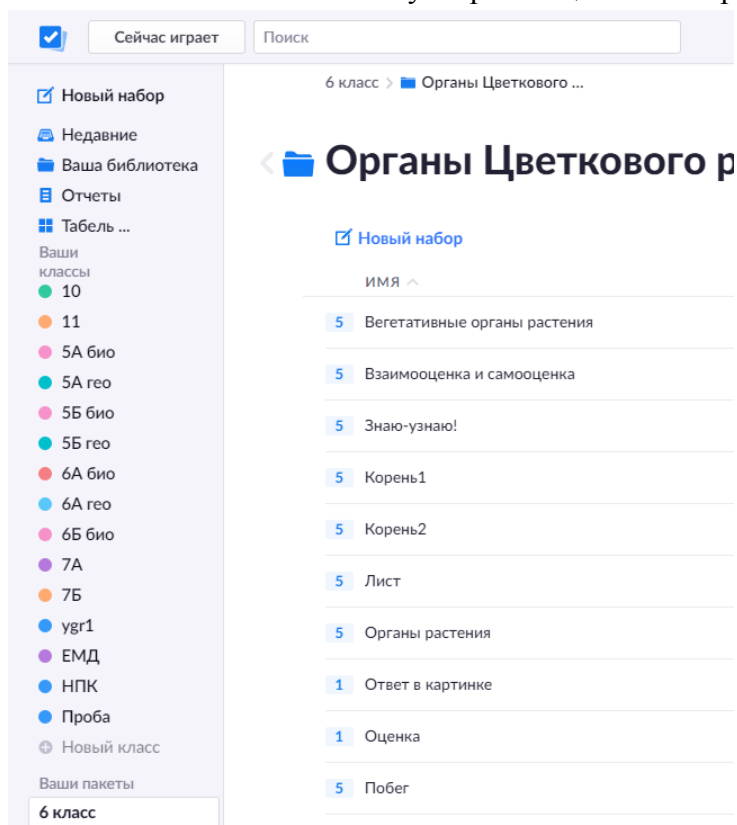 Сейчас играет
Поиск
Новый набор
Недавние
Ваша библиотека
Отчеты
Табель ...
Ваши
классы
10
11
5А био
5А гео
5Б био
5Б гео
6А био
6А гео
6Б био
7А
7Б
ygr1
ЕМД
НПК
Проба
Новый класс
Ваши пакеты
6 класс
6 класс > Органы Цветкового ...
Органы Цветкового р
Новый набор
ИМЯ
5 Вегетативные органы растения
5 Взаимооценка и самооценка
5 Знаю-узнаю!
5 Корень1
5 Корень2
5 Лист
5 Органы растения
1 Ответ в картинке
1 Оценка
5 Побег